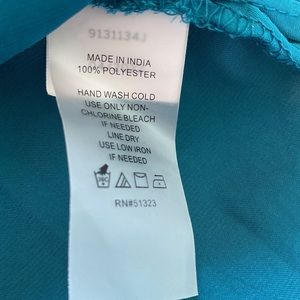 9131134J
MADE IN INDIA
100% POLYESTER
HAND WASH COLD
USE ONLY NON-
CHLORINE BLEACH
IF NEEDED
LINE DRY
USE LOW IRON
IF NEEDED
RN#51323